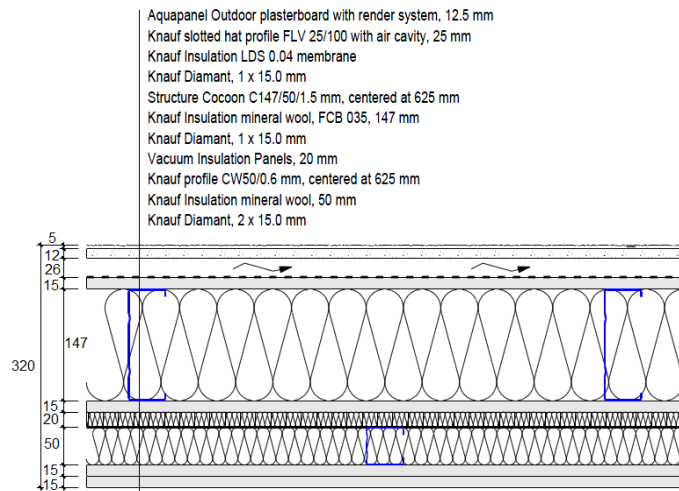 Aquapanel Outdoor plasterboard with render system, 12.5 mm
Knauf slotted hat profile FLV 25/100 with air cavity, 25 mm
Knauf Insulation LDS 0.04 membrane
Knauf Diamant, 1 x 15.0 mm
Structure Cocoon C147/50/1.5 mm, centered at 625 mm
Knauf Insulation mineral wool, FCB 035, 147 mm
Knauf Diamant, 1 x 15.0 mm
Vacuum Insulation Panels, 20 mm
Knauf profile CW50/0.6 mm, centered at 625 mm
Knauf Insulation mineral wool, 50 mm
Knauf Diamant, 2 x 15.0 mm
5
12
26
15
147
320
15
20
50
15
15